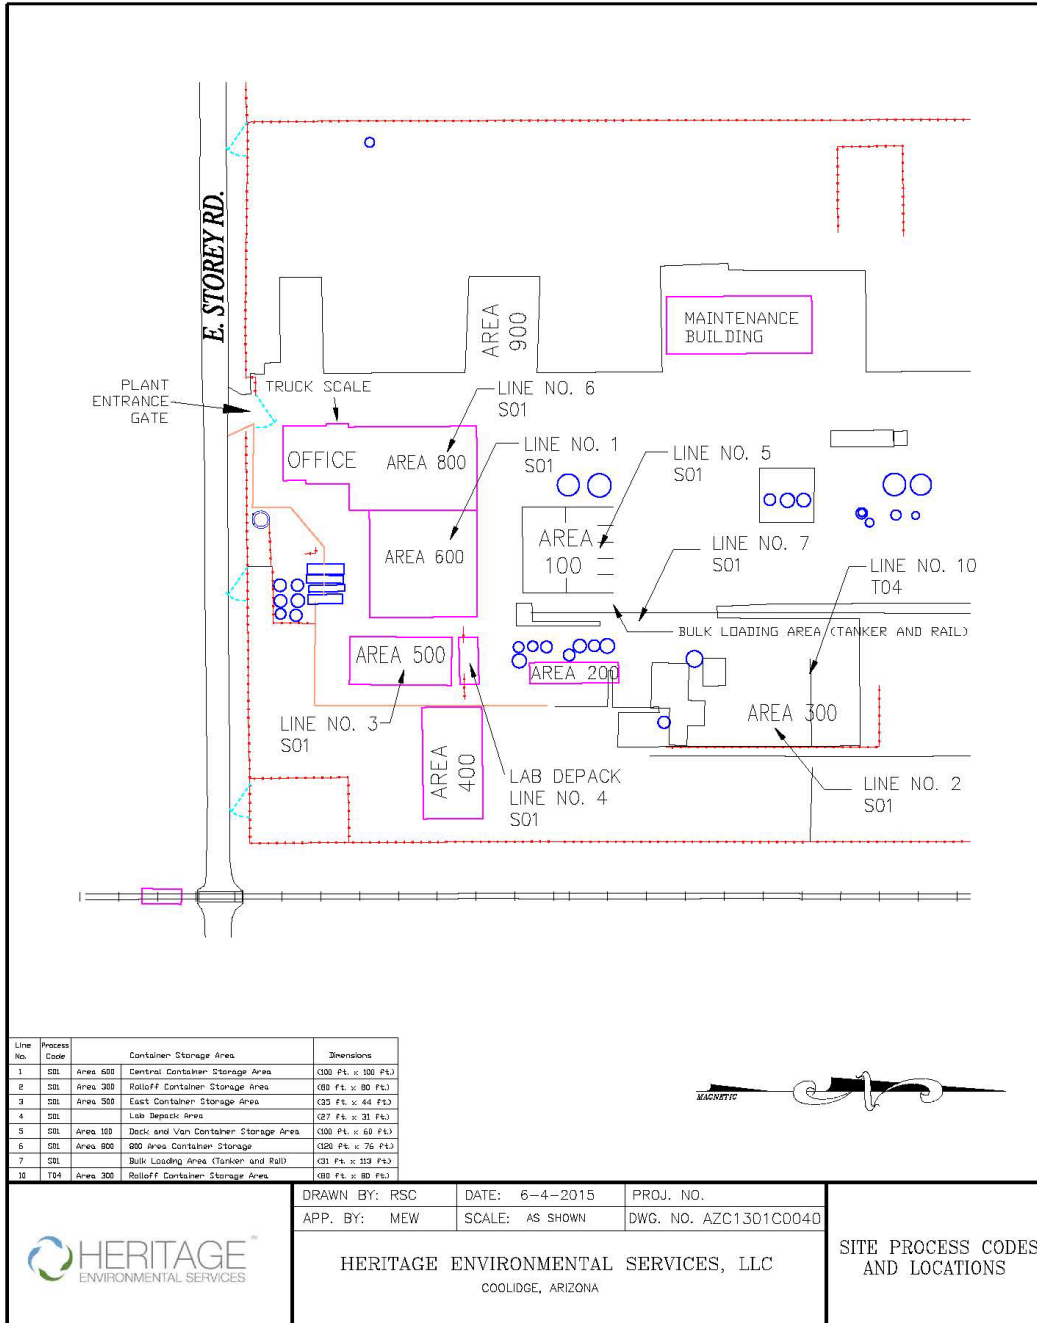 E. STOREY RD.
AREA
900
MAINTENANCE
BUILDING
PLANT
ENTRANCE
GATE
TRUCK SCALE
LINE NO. 6
S01
OFFICE
AREA 800
LINE NO. 1
S01
LINE NO. 5
S01
AREA 600
AREA
100
LINE NO. 7
S01
LINE NO. 10
T04
BULK LOADING AREA (TANKER AND RAIL)
AREA 500
AREA 200
LINE NO. 3
S01
AREA
400
AREA 300
LAB DEPACK
LINE NO. 4
S01
LINE NO. 2
S01
Line No. Process Code Container Storage Area Dimensions
1 S01 Area 600 Central Container Storage Area (100 ft. x 100 ft.)
2 S01 Area 300 Rolloff Container Storage Area (80 ft. x 80 ft.)
3 S01 Area 500 East Container Storage Area (35 ft. x 44 ft.)
4 S01 Lab Depack Area (27 ft. x 31 ft.)
5 S01 Area 100 Dock and Van Container Storage Area (100 ft. x 60 ft.)
6 S01 Area 800 800 Area Container Storage (120 ft. x 76 ft.)
7 S01 Bulk Loading Area (Tanker and Rail) (31 ft. x 113 ft.)
10 T04 Area 300 Rolloff Container Storage Area (80 ft. x 80 ft.)
MAGNETIC
N
HERITAGE
ENVIRONMENTAL SERVICES
DRAWN BY: RSC DATE: 6-4-2015 PROJ. NO.
APP. BY: MEW SCALE: AS SHOWN DWG. NO. AZC1301C0040
HERITAGE ENVIRONMENTAL SERVICES, LLC
COOLIDGE, ARIZONA
SITE PROCESS CODES
AND LOCATIONS